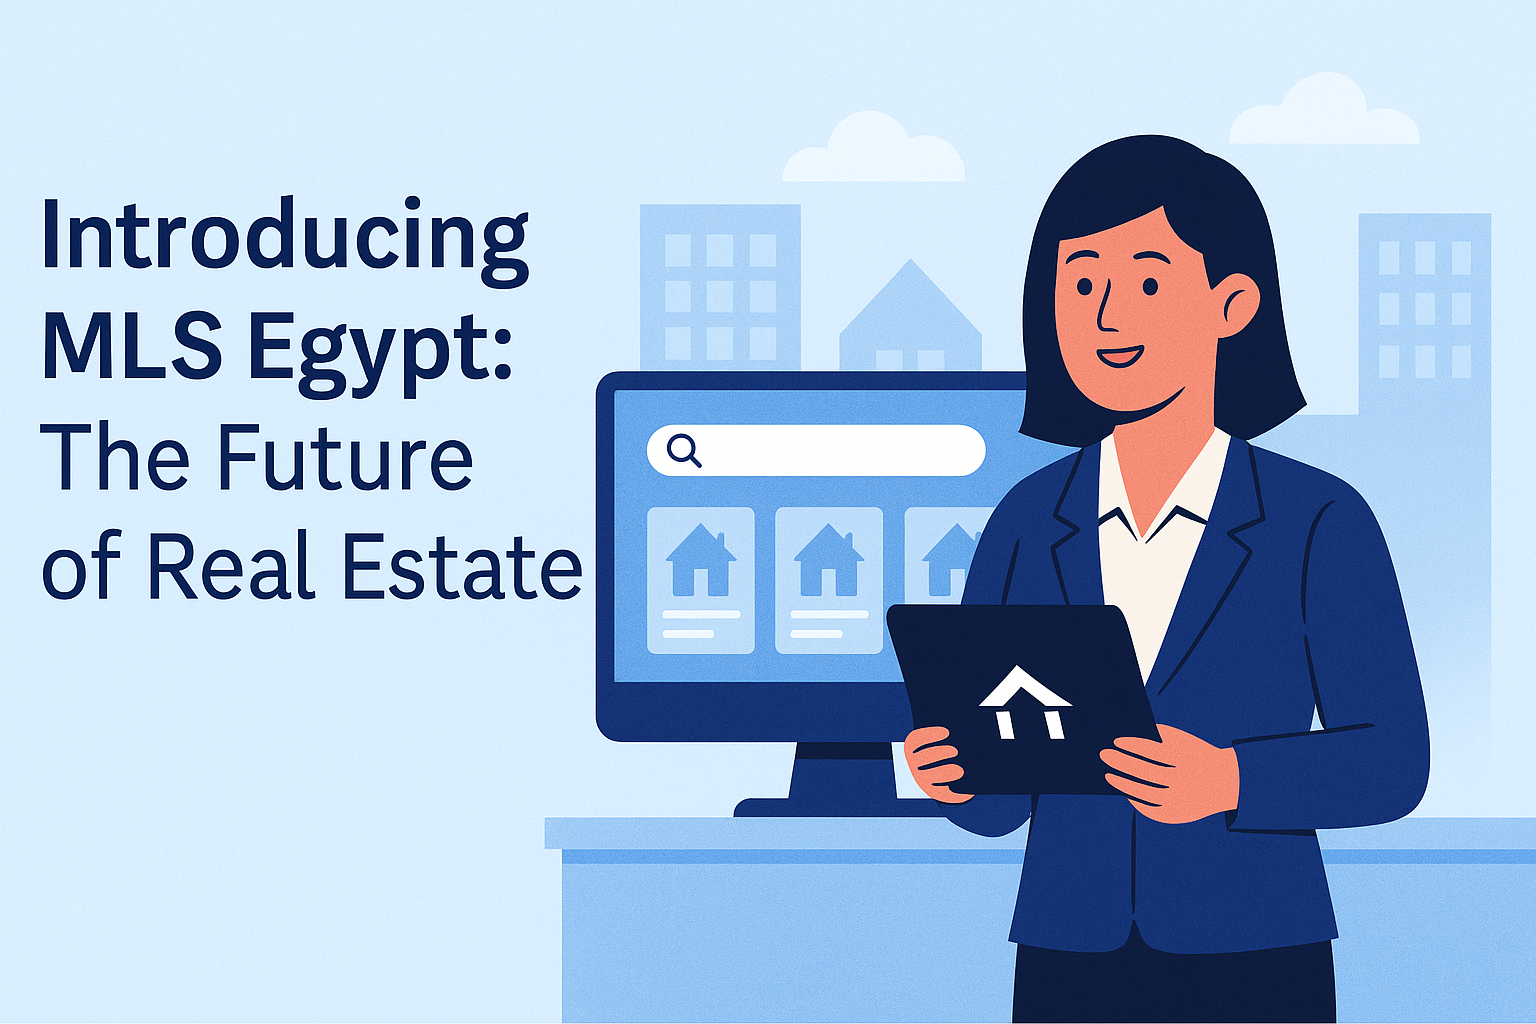 Introducing
MLS Egypt:
The Future
of Real Estate